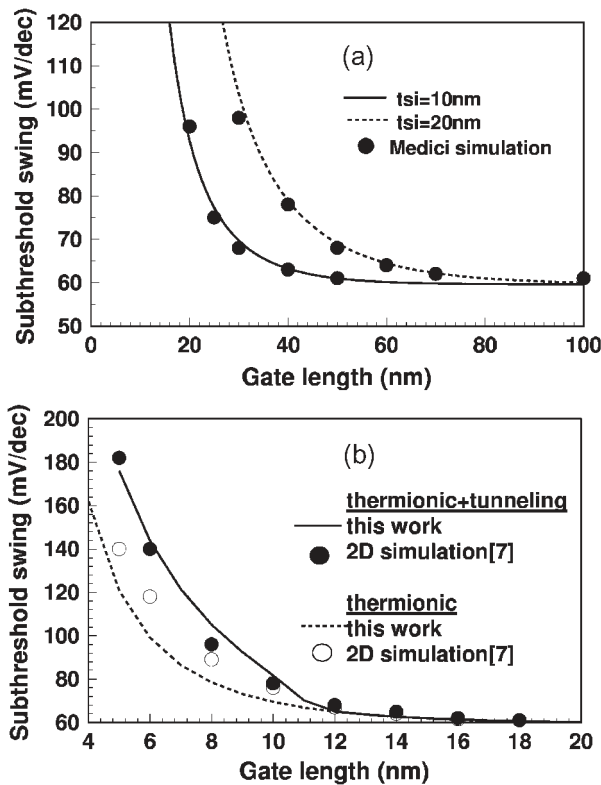 120
110
100
90
80
70
60
50
Subthreshold swing (mV/dec)
(a)
tsi=10nm
tsi=20nm
Medici simulation
0 20 40 60 80 100
Gate length (nm)
200
180
160
140
120
100
80
60
Subthreshold swing (mV/dec)
(b)
thermionic+tunneling
this work
2D simulation[7]
thermionic
this work
2D simulation[7]
4 6 8 10 12 14 16 18 20
Gate length (nm)